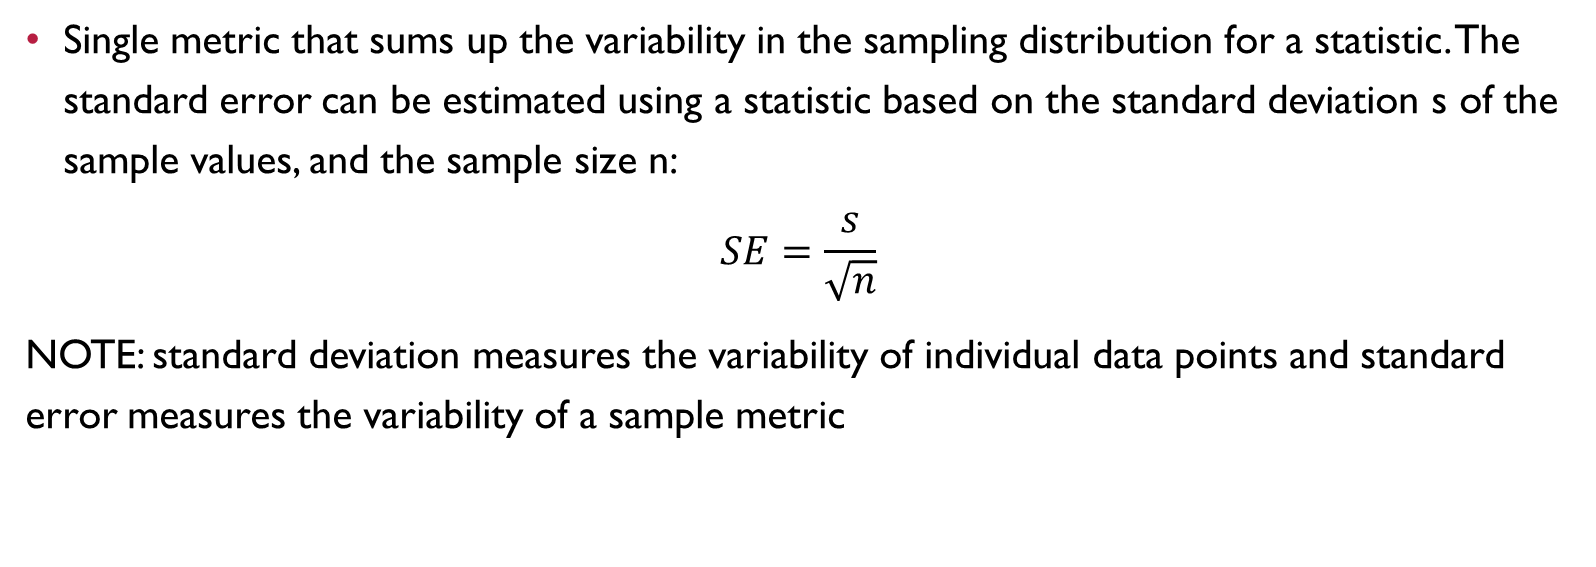 • Single metric that sums up the variability in the sampling distribution for a statistic. The
standard error can be estimated using a statistic based on the standard deviation s of the
sample values, and the sample size n:
SE = s/√n
NOTE: standard deviation measures the variability of individual data points and standard
error measures the variability of a sample metric